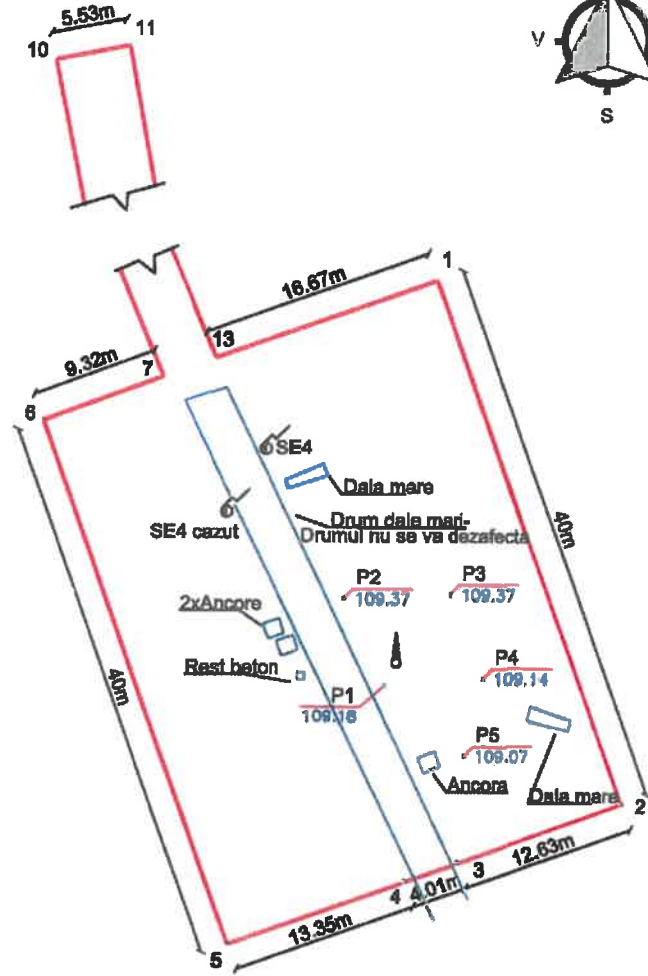 5.53m
10
11
V
S
1
16.67m
13
9.32m
7
6
SE4
Dala mare
SE4 cazut
Drum dale mari-
Drumul nu se va dezafecta
40m
P2
109.37
P3
109.37
2xAncore
Rest beton
P4
109.14
40m
P1
109.18
P5
109.07
Ancora
Dala mare
2
12.63m
3
4.01m
4
13.35m
5